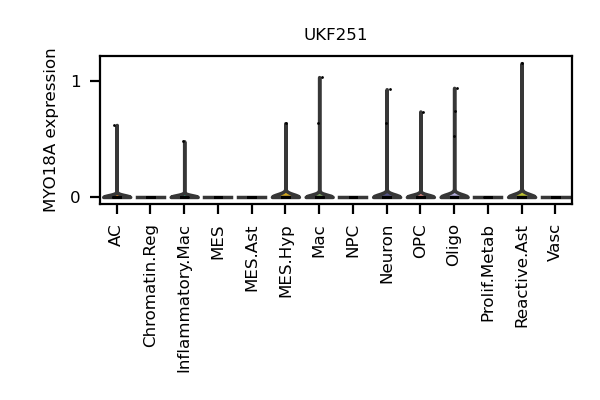 UKF251
MYO18A expression
1
0
AC
Chromatin.Reg
Inflammatory.Mac
MES
MES.Ast
MES.Hyp
Mac
NPC
Neuron
OPC
Oligo
Prolif.Metab
Reactive.Ast
Vasc